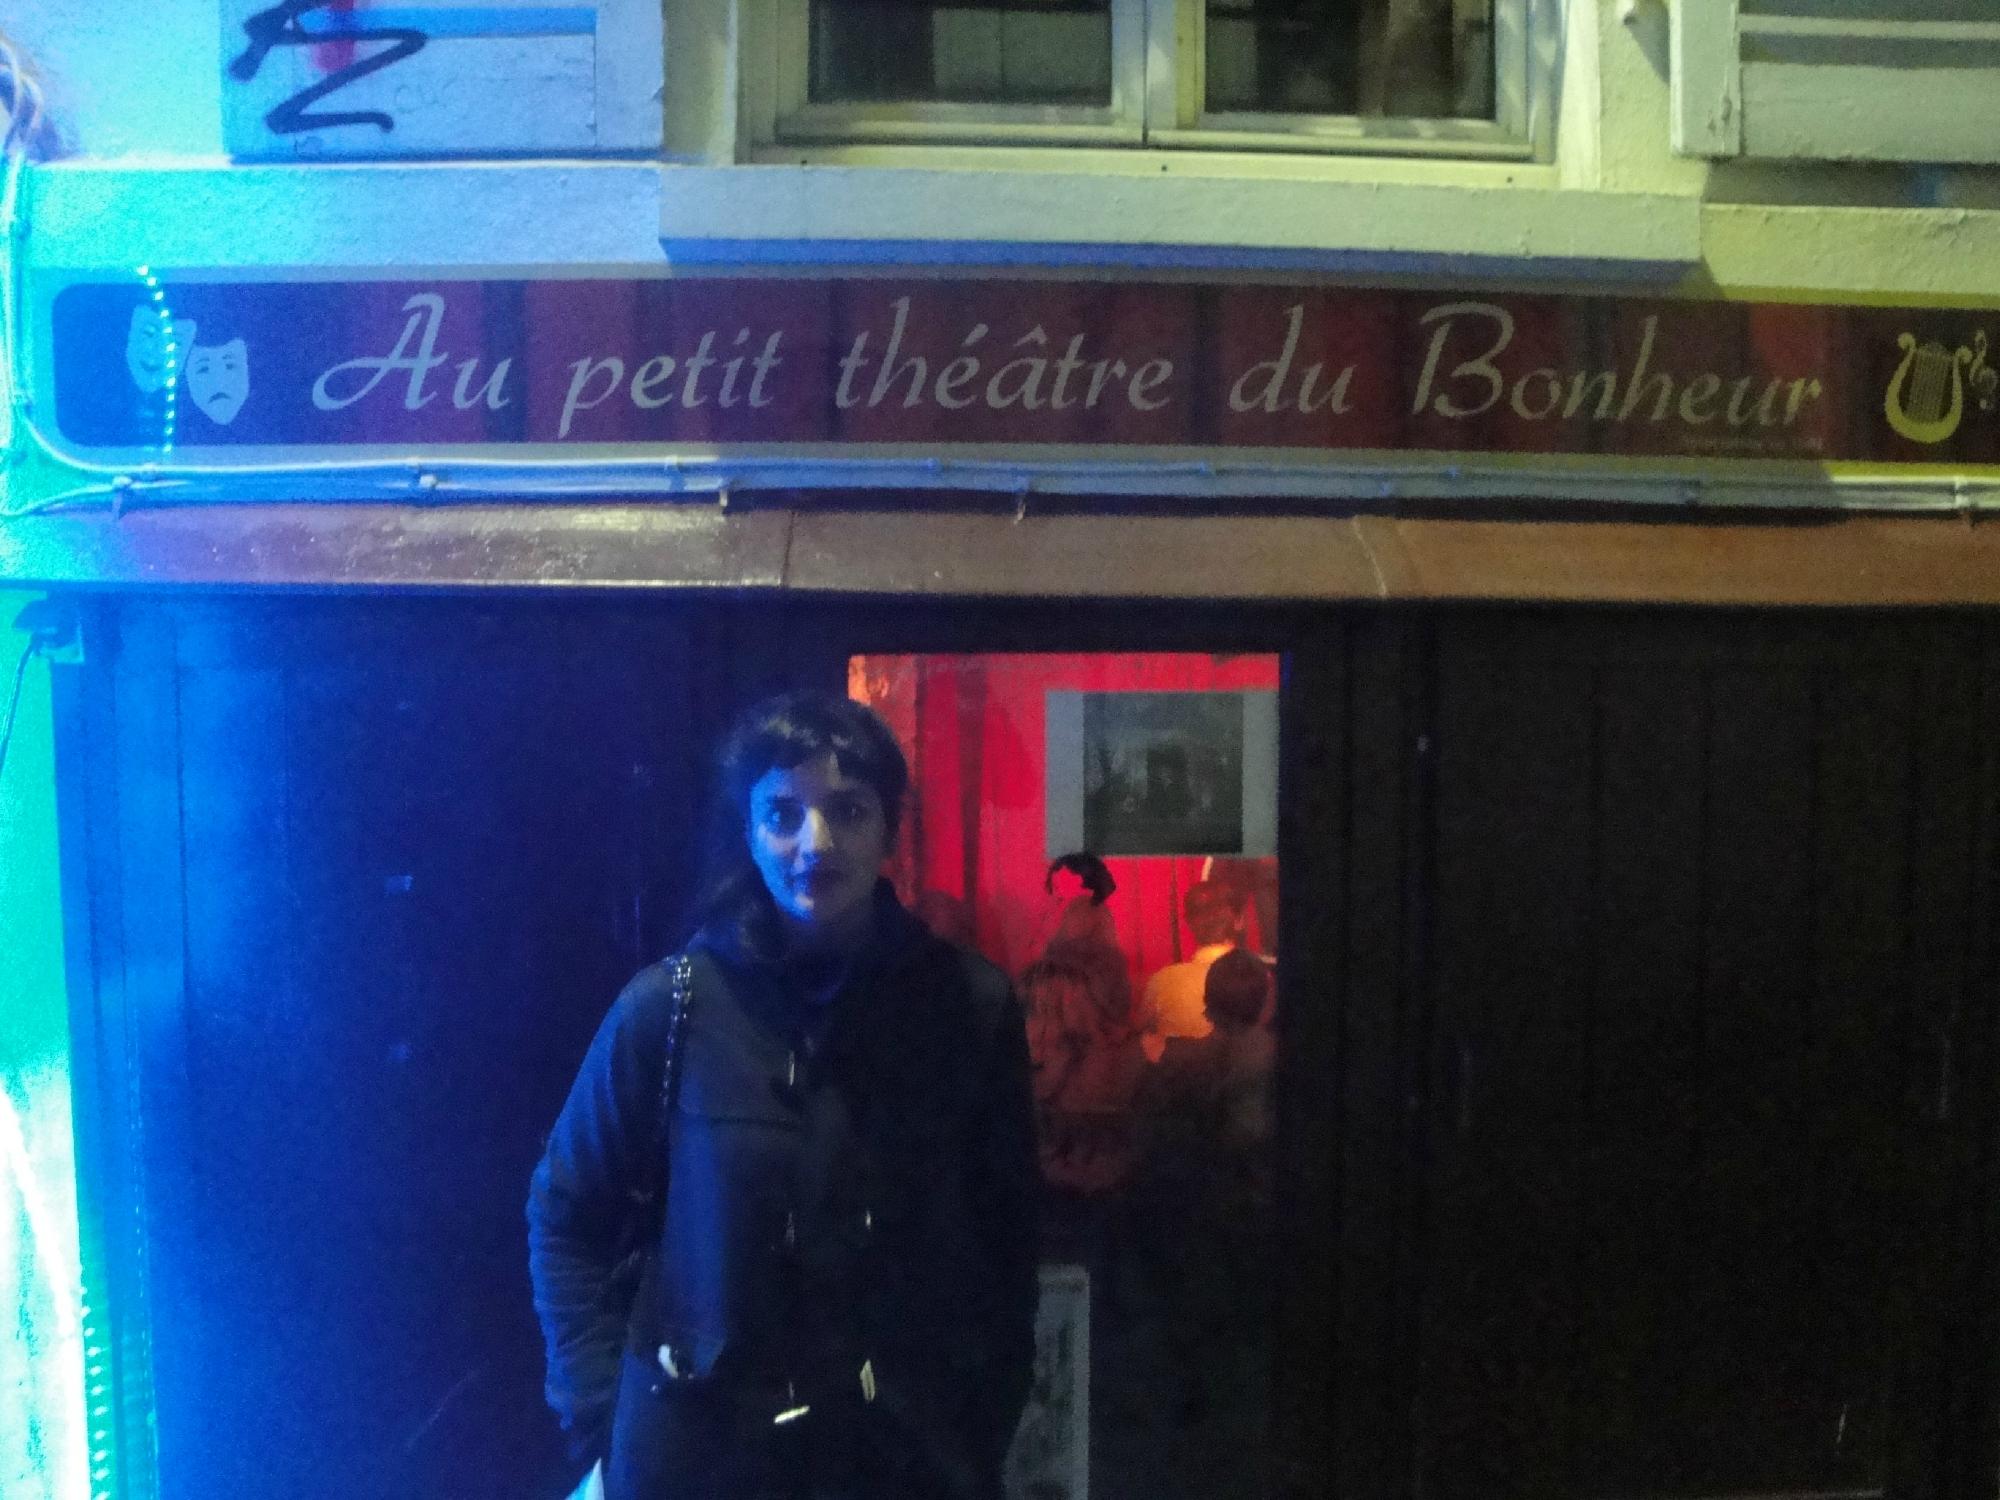 Au petit théâtre du Bonheur